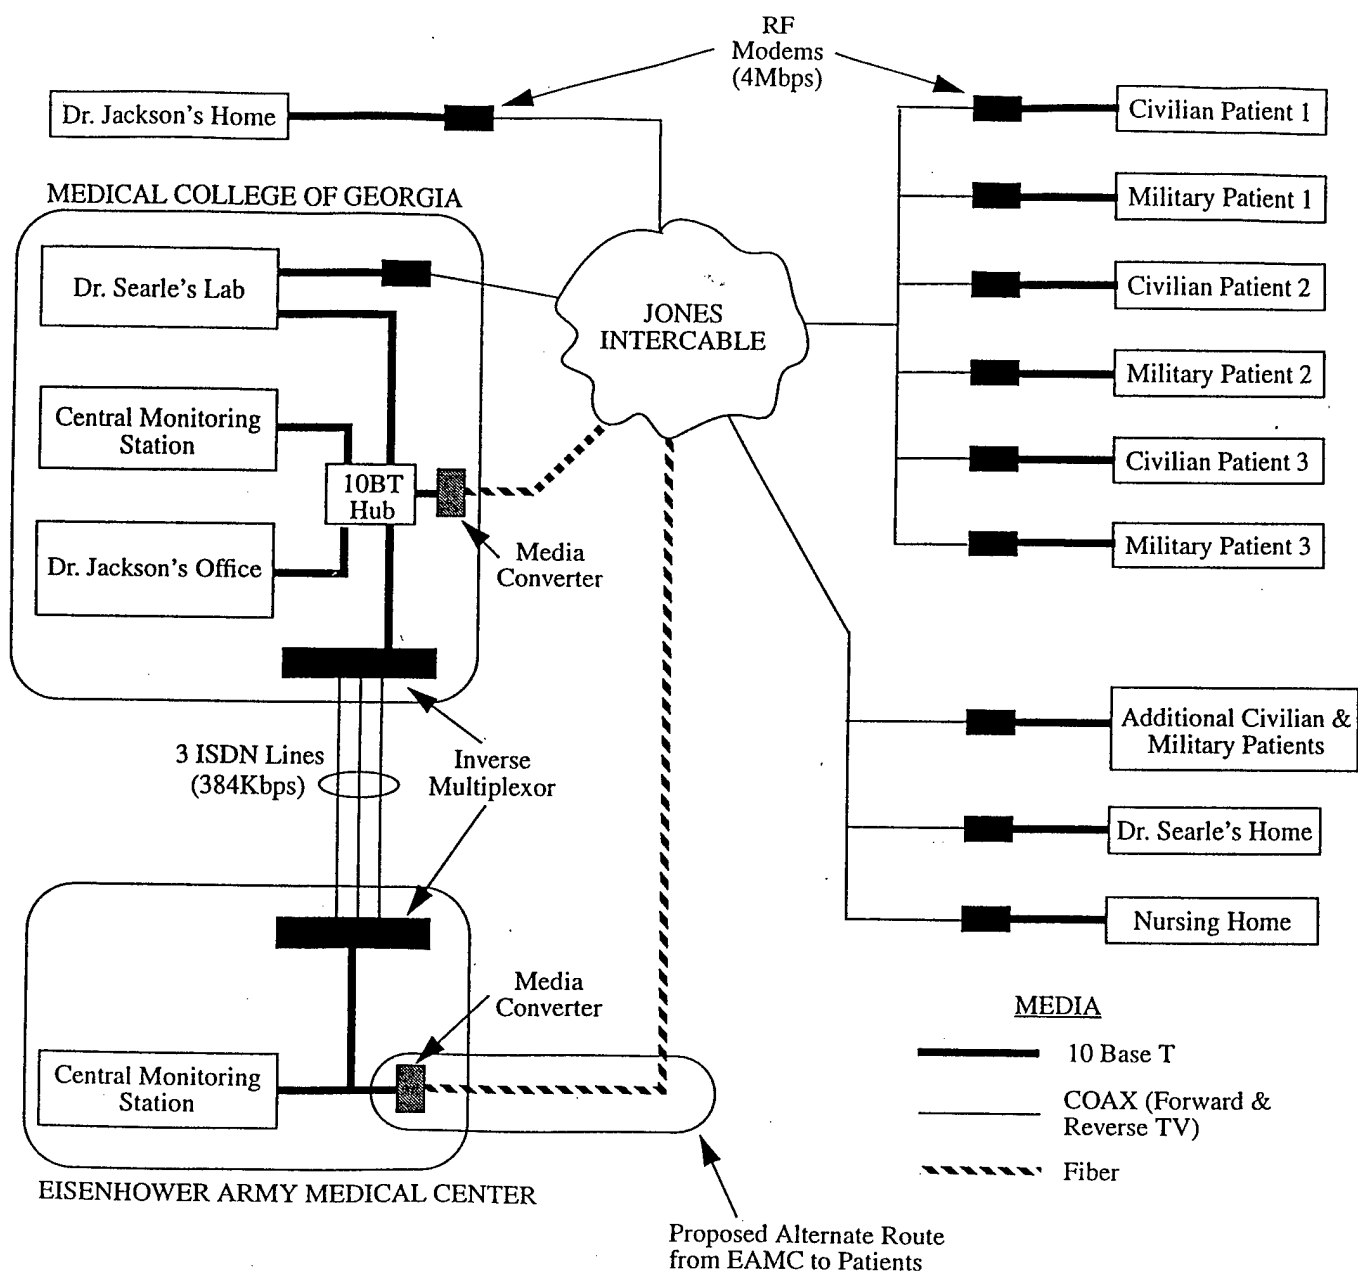 RF
Modems
(4Mbps)
Dr. Jackson's Home
MEDICAL COLLEGE OF GEORGIA
Dr. Searle's Lab
Central Monitoring
Station
10BT
Hub
Dr. Jackson's Office
Media
Converter
JONES
INTERCABLE
Civilian Patient 1
Military Patient 1
Civilian Patient 2
Military Patient 2
Civilian Patient 3
Military Patient 3
3 ISDN Lines
(384Kbps)
Inverse
Multiplexor
Additional Civilian &
Military Patients
Dr. Searle's Home
Nursing Home
Media
Converter
Central Monitoring
Station
EISENHOWER ARMY MEDICAL CENTER
MEDIA
10 Base T
COAX (Forward &
Reverse TV)
Fiber
Proposed Alternate Route
from EAMC to Patients